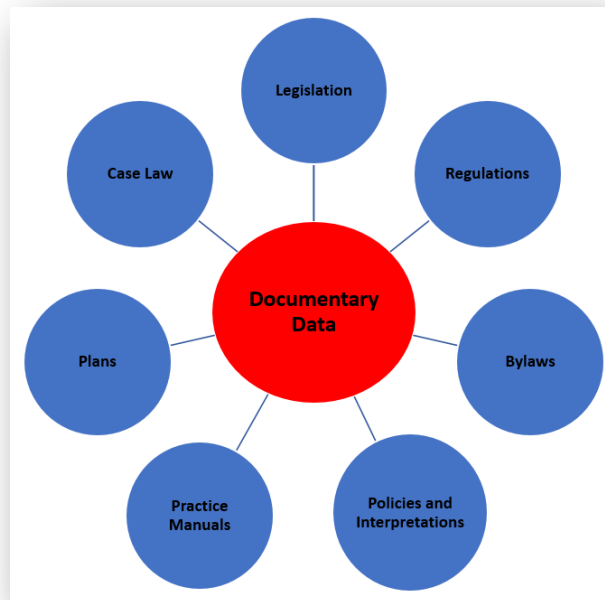 Legislation
Case Law
Regulations
Documentary
Data
Plans
Bylaws
Practice
Manuals
Policies and
Interpretations